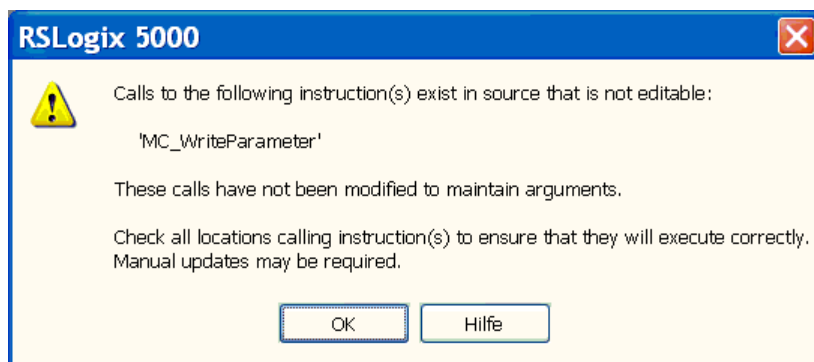 RSLogix 5000
Calls to the following instruction(s) exist in source that is not editable:
'MC_WriteParameter'
These calls have not been modified to maintain arguments.
Check all locations calling instruction(s) to ensure that they will execute correctly.
Manual updates may be required.
OK
Hilfe